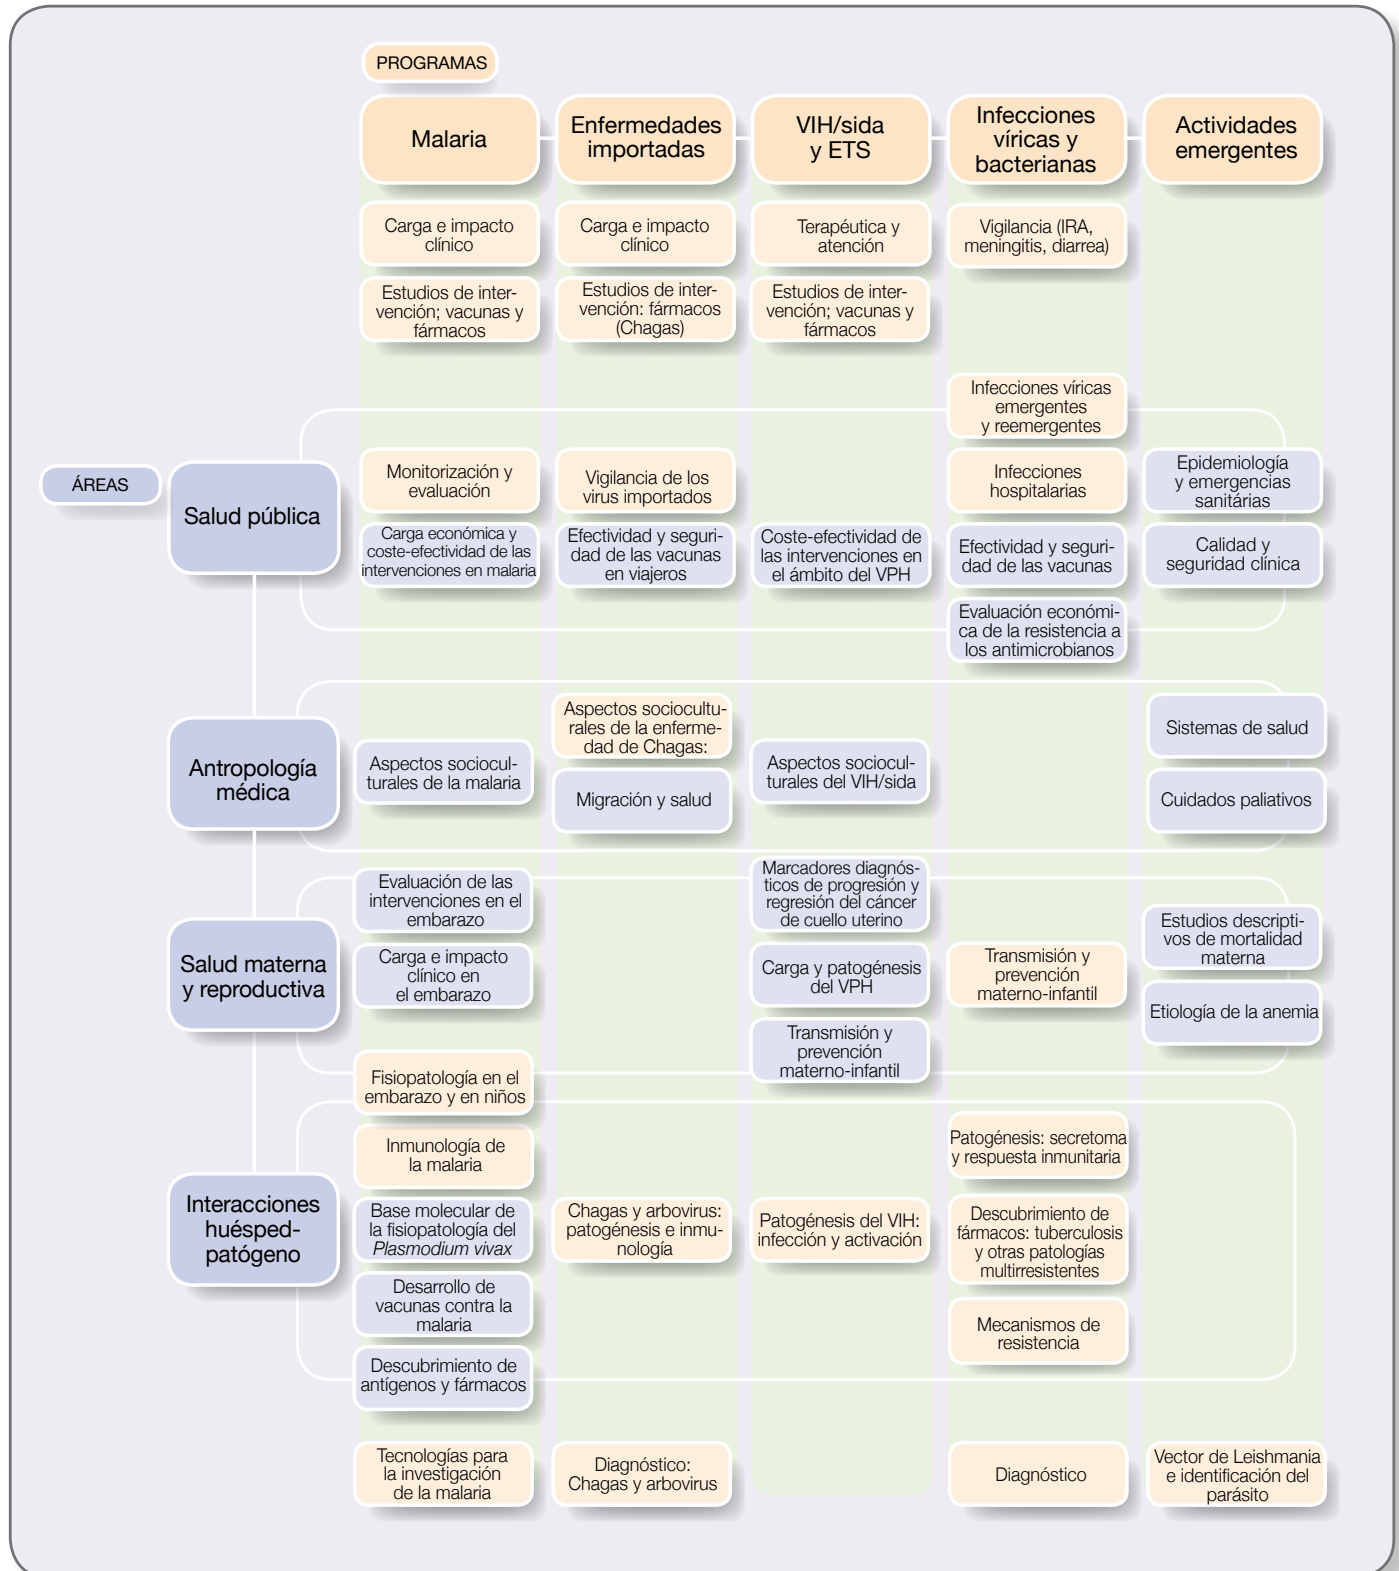 PROGRAMAS
Malaria
Enfermedades
importadas
VIH/sida
y ETS
Infecciones
víricas y
bacterianas
Actividades
emergentes
Carga e impacto
clínico
Carga e impacto
clínico
Terapéutica y
atención
Vigilancia (IRA,
meningitis, diarrea)
Estudios de inter-
vención; vacunas y
fármacos
Estudios de inter-
vención: fármacos
(Chagas)
Estudios de inter-
vención; vacunas y
fármacos
Infecciones víricas
emergentes
y reemergentes
ÁREAS
Salud pública
Monitorización y
evaluación
Vigilancia de los
virus importados
Infecciones
hospitalarias
Epidemiología
y emergencias
sanitárias
Carga económica y
coste-efectividad de las
intervenciones en malaria
Efectividad y seguri-
dad de las vacunas
en viajeros
Coste-efectividad de
las intervenciones en
el ámbito del VPH
Efectividad y seguri-
dad de las vacunas
Calidad y
seguridad clínica
Evaluación económi-
ca de la resistencia a
los antimicrobianos
Antropología
médica
Aspectos sociocul-
turales de la malaria
Aspectos sociocultu-
rales de la enferme-
dad de Chagas:
Migración y salud
Aspectos sociocul-
turales del VIH/sida
Sistemas de salud
Cuidados paliativos
Salud materna
y reproductiva
Evaluación de las
intervenciones en el
embarazo
Carga e impacto
clínico en
el embarazo
Marcadores diagnós-
ticos de progresión y
regresión del cáncer
de cuello uterino
Carga y patogénesis
del VPH
Transmisión y
prevención
materno-infantil
Transmisión y
prevención
materno-infantil
Estudios descripti-
vos de mortalidad
materna
Etiología de la anemia
Fisiopatología en el
embarazo y en niños
Interacciones
huésped-
patógeno
Inmunología de
la malaria
Base molecular de
la fisiopatología del
Plasmodium vivax
Desarrollo de
vacunas contra la
malaria
Descubrimiento de
antígenos y fármacos
Chagas y arbovirus:
patogénesis e inmu-
nología
Patogénesis del VIH:
infección y activación
Patogénesis: secretoma
y respuesta inmunitaria
Descubrimiento de
fármacos: tuberculosis
y otras patologías
multirresistentes
Mecanismos de
resistencia
Tecnologías para
la investigación
de la malaria
Diagnóstico:
Chagas y arbovirus
Diagnóstico
Vector de Leishmania
e identificación del
parásito